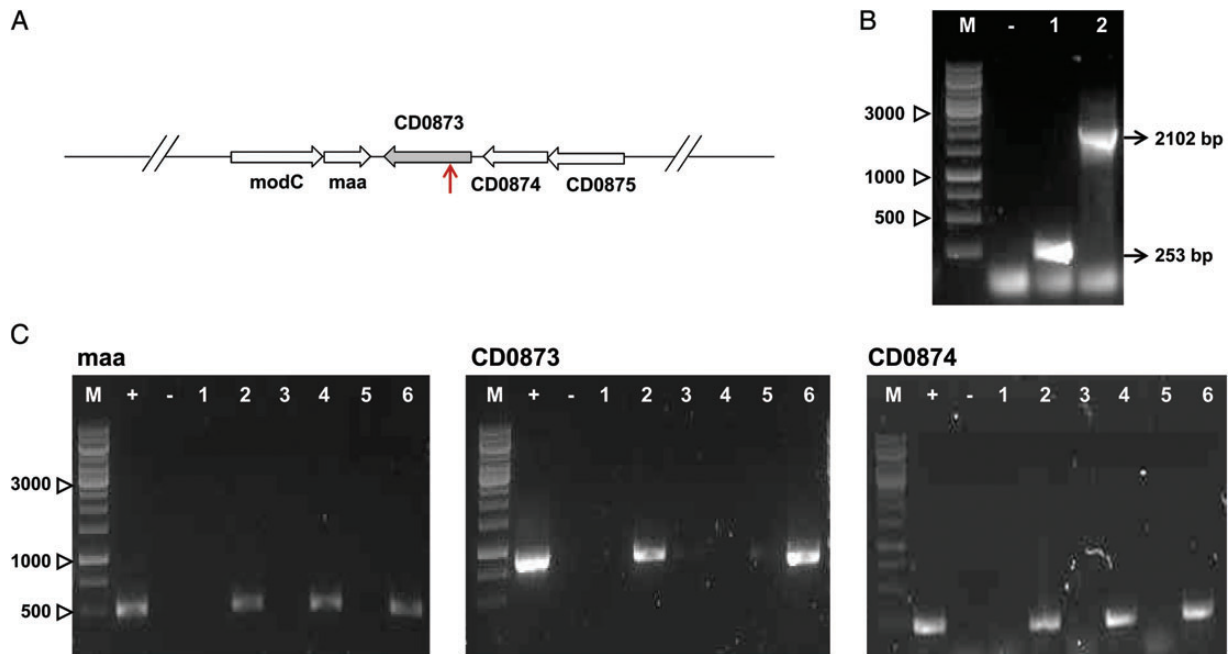 A
CD0873
modC maa CD0874 CD0875
B
M - 1 2
3000
2102 bp
1000
500
253 bp
C
maa
M + - 1 2 3 4 5 6
3000
1000
500
CD0873
M + - 1 2 3 4 5 6
CD0874
M + - 1 2 3 4 5 6